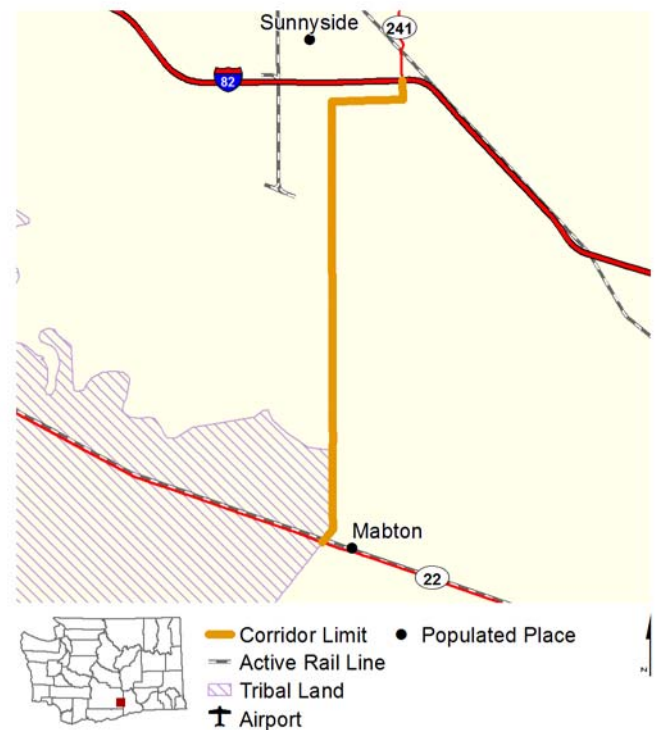 Sunnyside
241
82
Mabton
22
Corridor Limit
Populated Place
Active Rail Line
Tribal Land
Airport
N